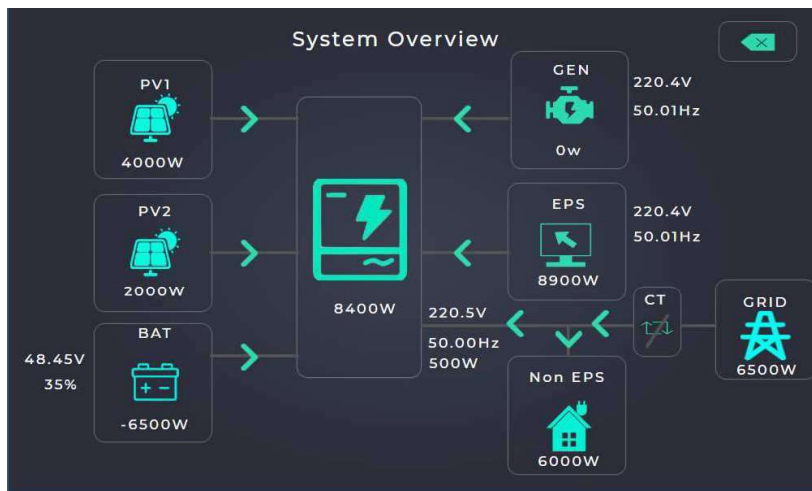 System Overview
PV1
4000W
GEN
0w
220.4V
50.01Hz
PV2
2000W
8400W
EPS
8900W
220.4V
50.01Hz
BAT
48.45V
35%
-6500W
220.5V
50.00Hz
500W
CT
GRID
6500W
Non EPS
6000W